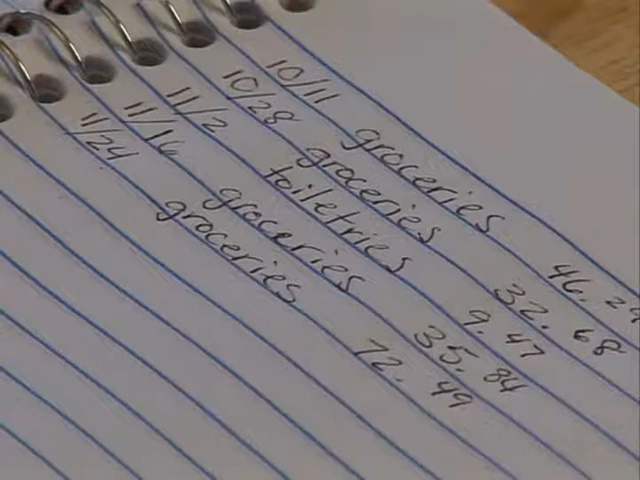 10/11 groceries 46.29
10/28 groceries 32.68
11/2 toiletries 9.47
11/16 groceries 35.84
11/24 groceries 72.49